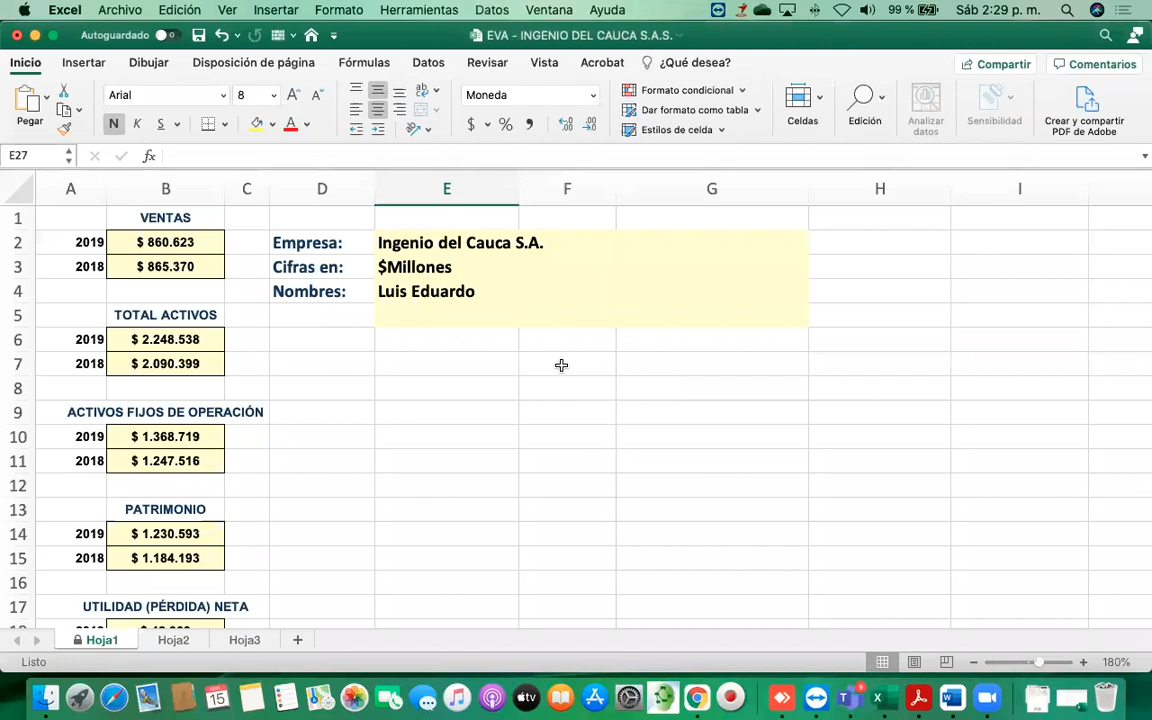 Excel Archivo Edición Ver Insertar Formato Herramientas Datos Ventana Ayuda 99 % Sáb 2:29 p. m.
Autoguardado EVA - INGENIO DEL CAUCA S.A.S.
Inicio Insertar Dibujar Disposición de página Fórmulas Datos Revisar Vista Acrobat ¿Qué desea? Compartir Comentarios
Arial 8 Moneda Formato condicional
Dar formato como tabla
Estilos de celda
Pegar N K S $ % Celdas Edición Analizar datos Sensibilidad Crear y compartir PDF de Adobe
E27 fx
A B C D E F G H I
1 VENTAS
2 2019 $ 860.623 Empresa: Ingenio del Cauca S.A.
3 2018 $ 865.370 Cifras en: $Millones
4 Nombres: Luis Eduardo
5 TOTAL ACTIVOS
6 2019 $ 2.248.538
7 2018 $ 2.090.399
8
9 ACTIVOS FIJOS DE OPERACIÓN
10 2019 $ 1.368.719
11 2018 $ 1.247.516
12
13 PATRIMONIO
14 2019 $ 1.230.593
15 2018 $ 1.184.193
16
17 UTILIDAD (PÉRDIDA) NETA
Hoja1 Hoja2 Hoja3
Listo 180%
15 tv